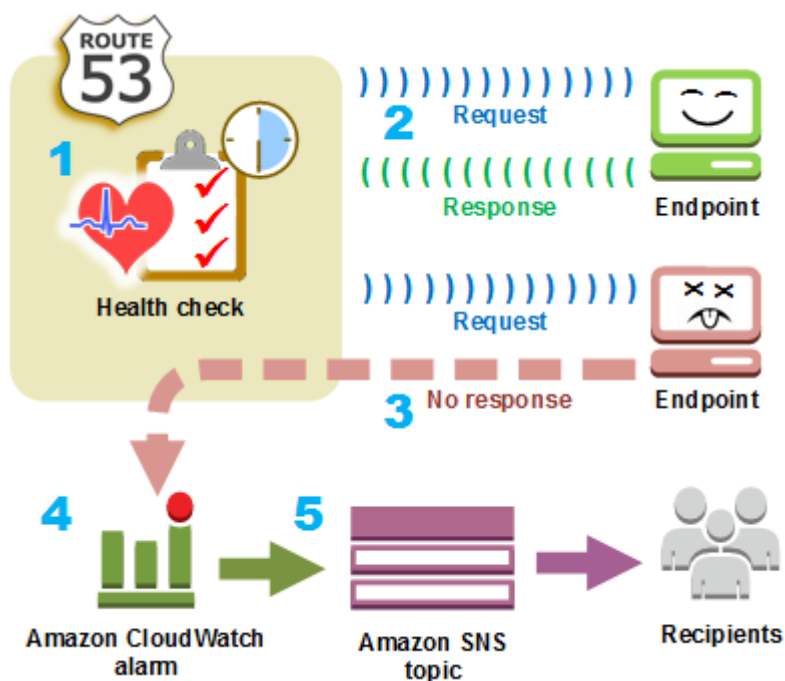 ROUTE
53
1
Health check
2
Request
Response
Endpoint
Request
3
No response
Endpoint
4
Amazon CloudWatch
alarm
5
Amazon SNS
topic
Recipients